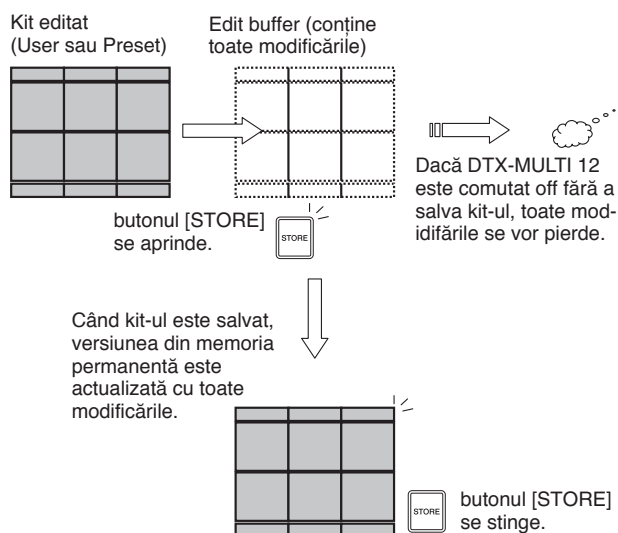 Kit editat
(User sau Preset)
Edit buffer (conține
toate modificările)
Dacă DTX-MULTI 12
este comutat off fără a
salva kit-ul, toate mod-
idifările se vor pierde.
butonul [STORE]
se aprinde.
STORE
Când kit-ul este salvat,
versiunea din memoria
permanentă este
actualizată cu toate
modificările.
STORE
butonul [STORE]
se stinge.